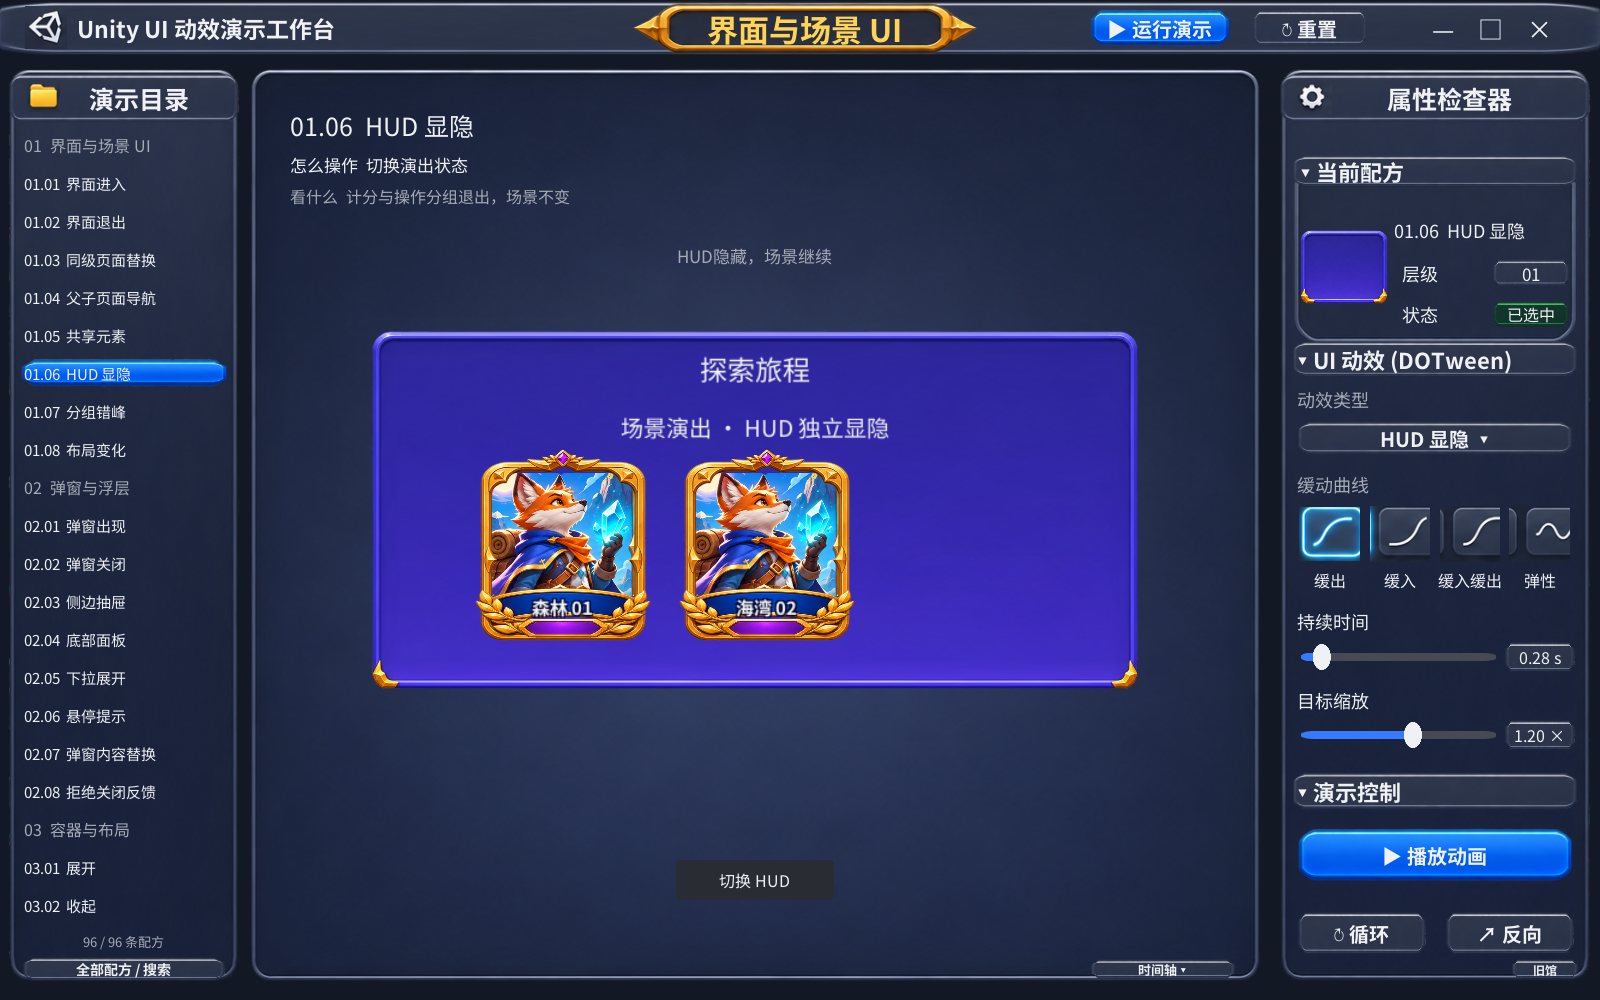 Unity UI 动效演示工作台
界面与场景 UI
▶ 运行演示
重置
演示目录
01 界面与场景 UI
01.01 界面进入
01.02 界面退出
01.03 同级页面替换
01.04 父子页面导航
01.05 共享元素
01.06 HUD 显隐
01.07 分组错峰
01.08 布局变化
02 弹窗与浮层
02.01 弹窗出现
02.02 弹窗关闭
02.03 侧边抽屉
02.04 底部面板
02.05 下拉展开
02.06 悬停提示
02.07 弹窗内容替换
02.08 拒绝关闭反馈
03 容器与布局
03.01 展开
03.02 收起
96 / 96 条配方
全部配方 / 搜索
01.06 HUD 显隐
怎么操作 切换演出状态
看什么 计分与操作分组退出，场景不变
HUD隐藏，场景继续
探索旅程
场景演出 · HUD 独立显隐
森林.01
海湾.02
切换 HUD
时间轴 ▾
属性检查器
▾ 当前配方
01.06 HUD 显隐
层级 01
状态 已选中
▾ UI 动效 (DOTween)
动效类型
HUD 显隐 ▾
缓动曲线
缓出 缓入 缓入缓出 弹性
持续时间
0.28 s
目标缩放
1.20 ×
▾ 演示控制
▶ 播放动画
循环
↗ 反向
旧馆